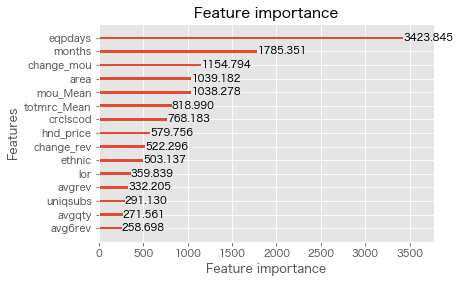 Feature importance
eqpdays 3423.845
months 1785.351
change_mou 1154.794
area 1039.182
mou_Mean 1038.278
totmrc_Mean 818.990
crclscod 768.183
hnd_price 579.756
change_rev 522.296
ethnic 503.137
lor 359.839
avgrev 332.205
uniqsubs 291.130
avgqty 271.561
avg6rev 258.698
0 500 1000 1500 2000 2500 3000 3500
Feature importance
Features